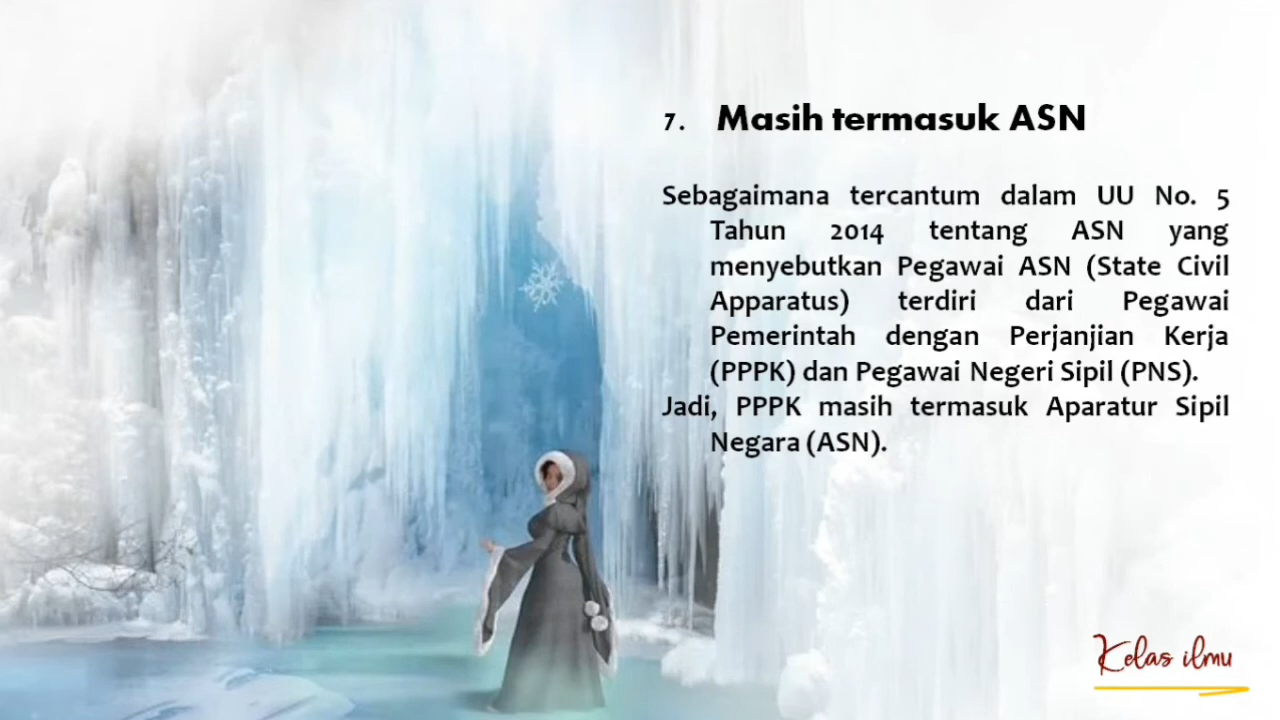 7. Masih termasuk ASN
Sebagaimana tercantum dalam UU No. 5
Tahun 2014 tentang ASN yang
menyebutkan Pegawai ASN (State Civil
Apparatus) terdiri dari Pegawai
Pemerintah dengan Perjanjian Kerja
(PPPK) dan Pegawai Negeri Sipil (PNS).
Jadi, PPPK masih termasuk Aparatur Sipil
Negara (ASN).
Kelas ilmu